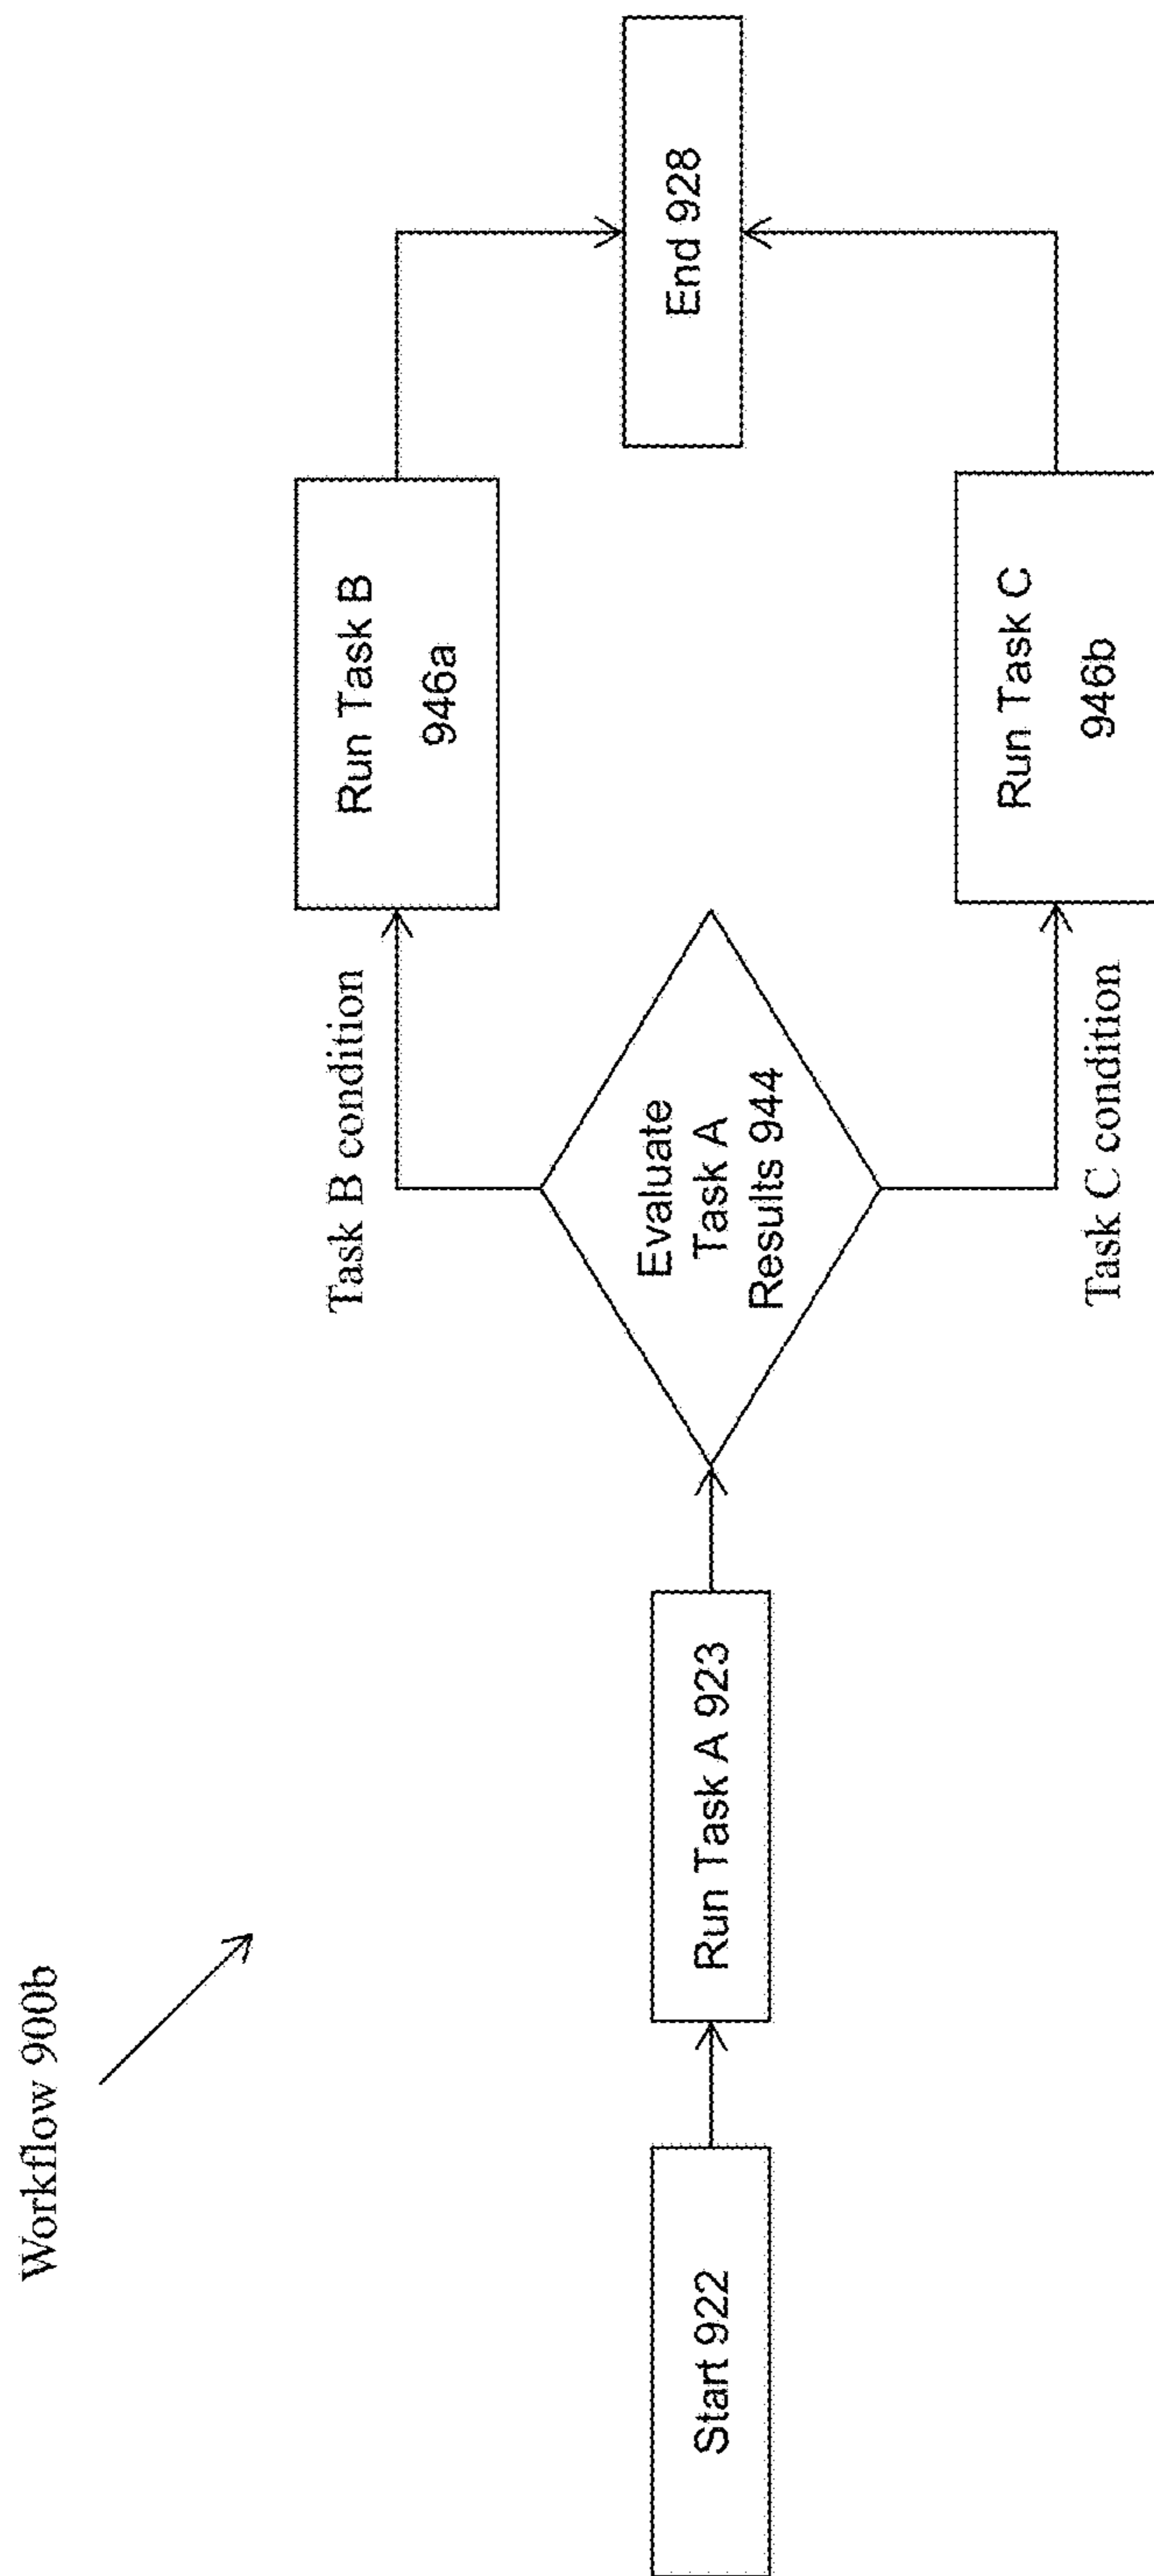 Workflow 900b
Start 922
Run Task A 923
Evaluate
Task A
Results 944
Task B condition
Run Task B
946a
Task C condition
Run Task C
946b
End 928